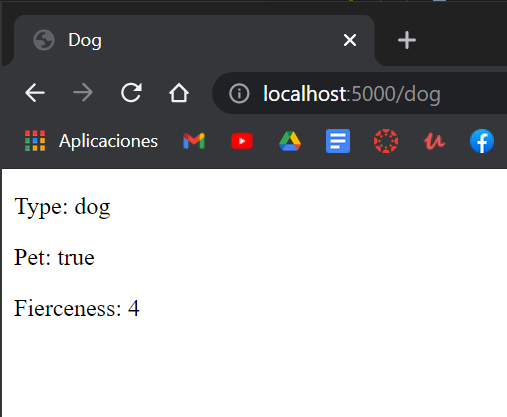 Dog
localhost:5000/dog
Aplicaciones
Type: dog
Pet: true
Fierceness: 4